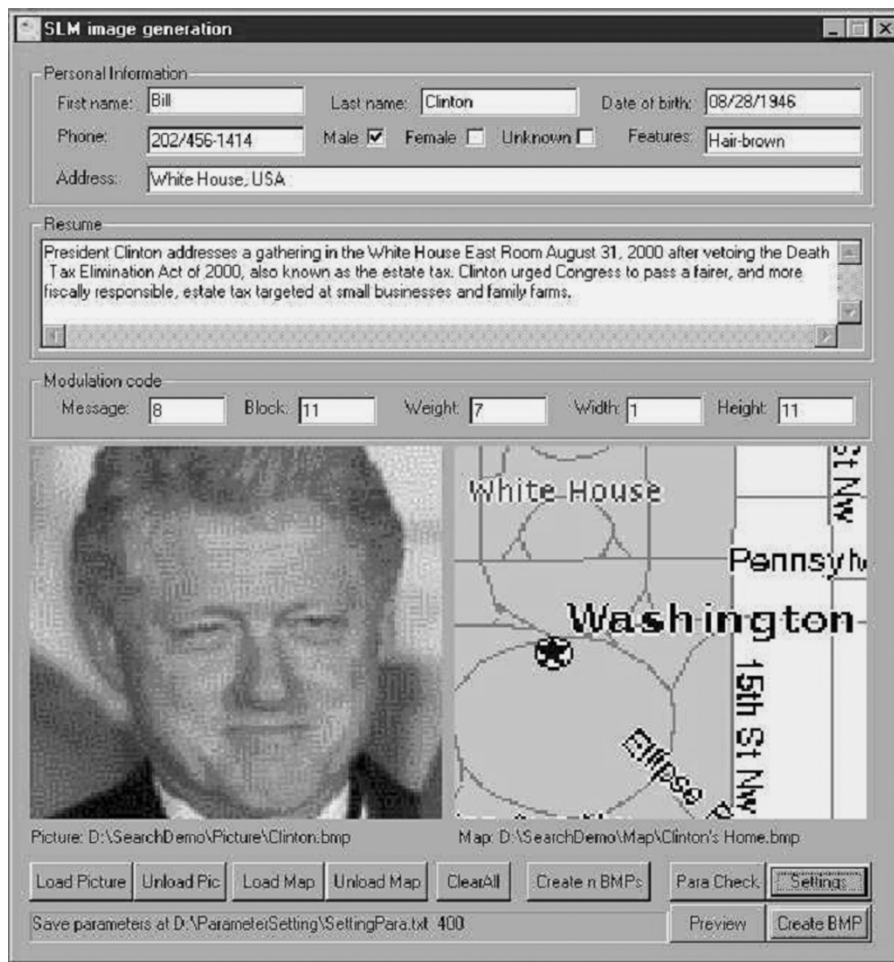 SLM image generation
Personal Information
First name: Bill Last name: Clinton Date of birth: 08/28/1946
Phone: 202/456-1414 Male Female Unknown Features: Hair-brown
Address: White House, USA
Resume
President Clinton addresses a gathering in the White House East Room August 31, 2000 after vetoing the Death
Tax Elimination Act of 2000, also known as the estate tax. Clinton urged Congress to pass a fairer, and more
fiscally responsible, estate tax targeted at small businesses and family farms.
Modulation code
Message: 8 Block: 11 Weight: 7 Width: 1 Height: 11
White House
St Nw
Pennsylv
Washington
15th St Nw
Ellipse
Picture: D:\SearchDemo\Picture\Clinton.bmp Map: D:\SearchDemo\Map\Clinton's Home.bmp
Load Picture Unload Pic Load Map Unload Map ClearAll Create n BMPs Para Check Settings
Save parameters at D:\ParameterSetting\SettingPara.txt 400 Preview Create BMP